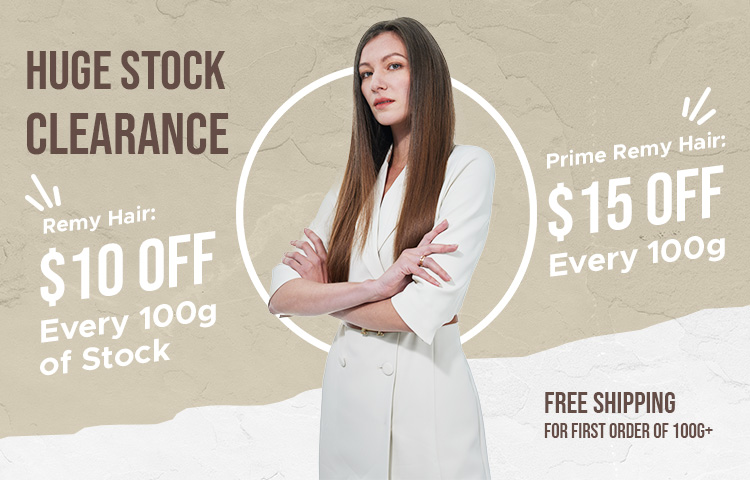 HUGE STOCK
CLEARANCE
Remy Hair:
$10 OFF
Every 100g
of Stock
Prime Remy Hair:
$15 OFF
Every 100g
FREE SHIPPING
FOR FIRST ORDER OF 100G+